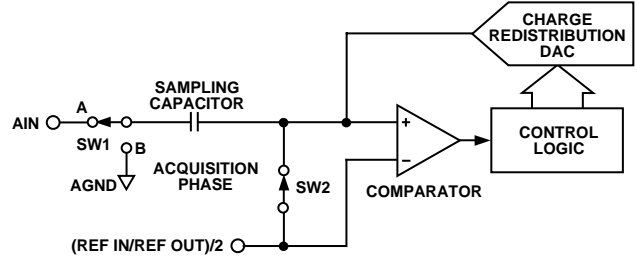 CHARGE
REDISTRIBUTION
DAC
SAMPLING
CAPACITOR
A
AIN
SW1
B
AGND
ACQUISITION
PHASE
SW2
+
–
COMPARATOR
CONTROL
LOGIC
(REF IN/REF OUT)/2